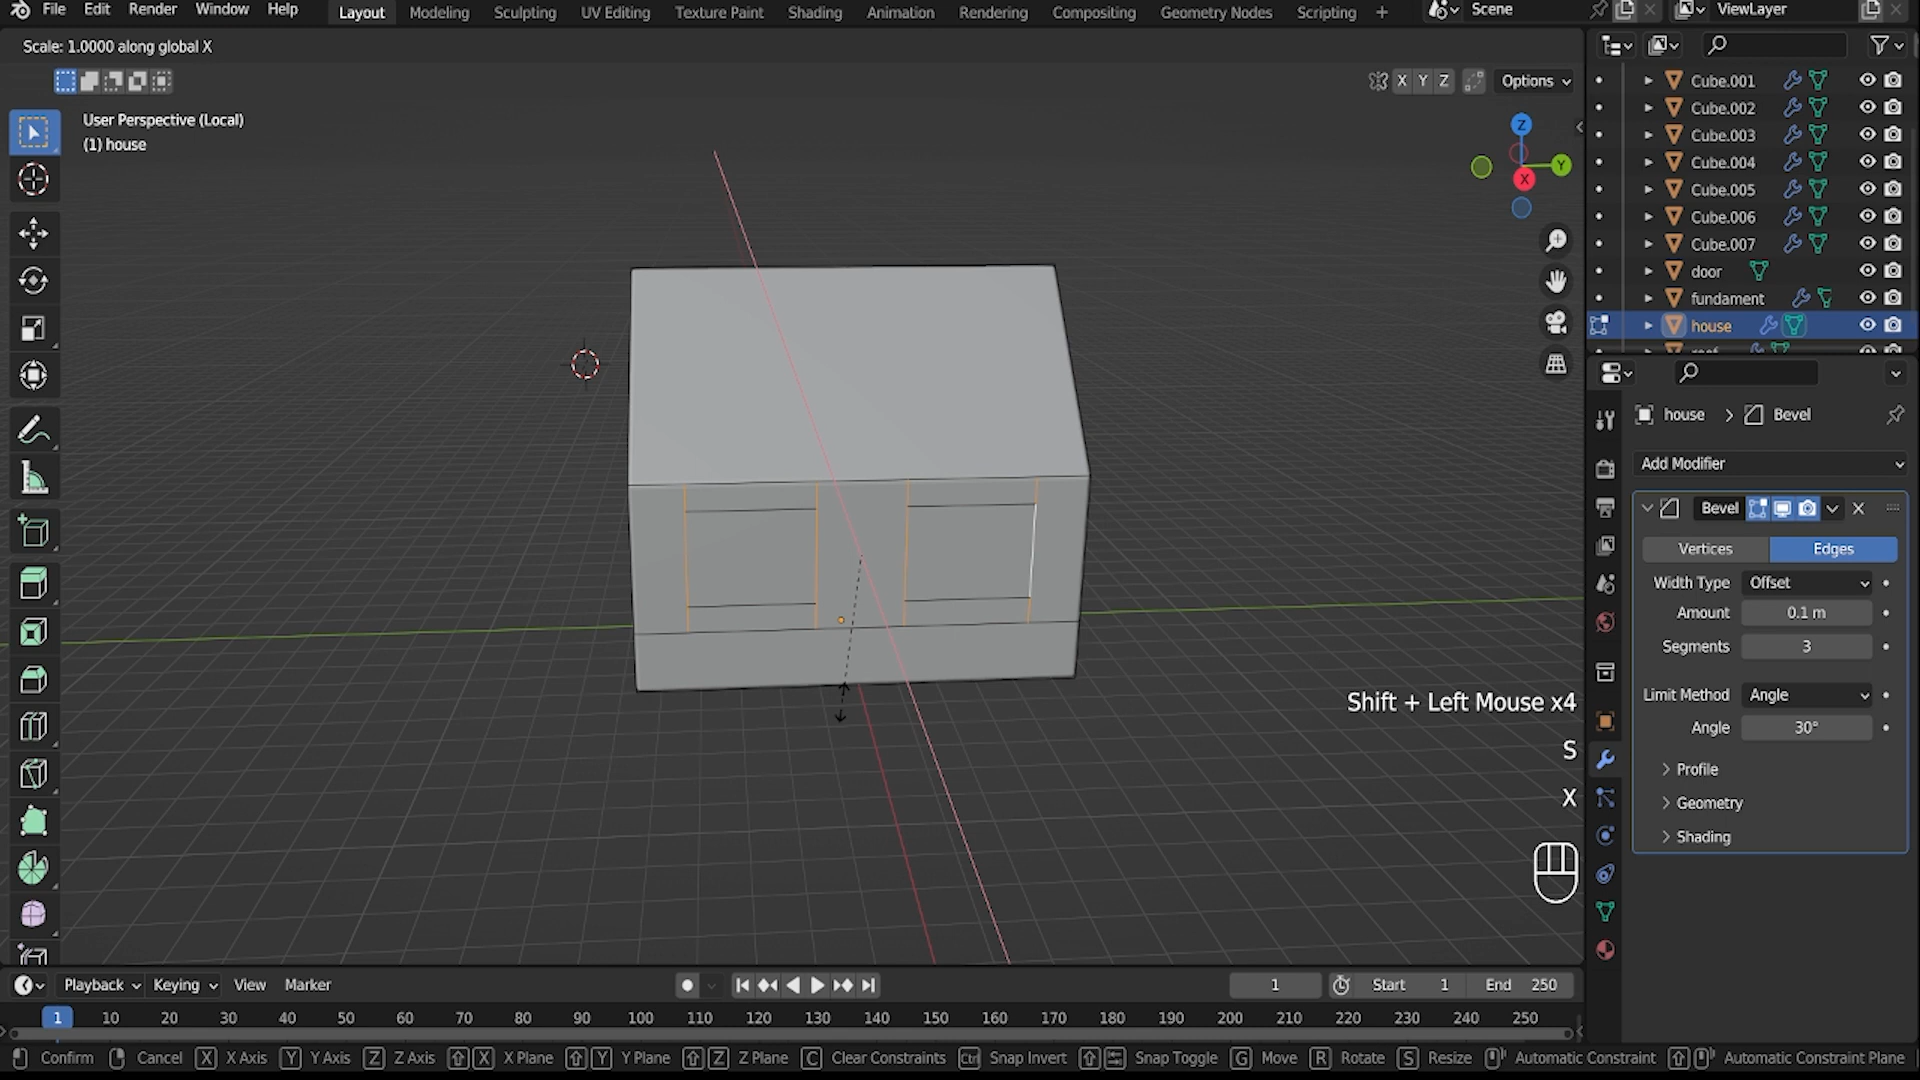 File Edit Render Window Help Layout Modeling Sculpting UV Editing Texture Paint Shading Animation Rendering Compositing Geometry Nodes Scripting + Scene ViewLayer
Scale: 1.0000 along global X
X Y Z Options
User Perspective (Local)
(1) house
Z
Y
X
Cube.001
Cube.002
Cube.003
Cube.004
Cube.005
Cube.006
Cube.007
door
fundament
house
house > Bevel
Add Modifier
Bevel
Vertices Edges
Width Type Offset
Amount 0.1 m
Segments 3
Limit Method Angle
Angle 30°
Profile
Geometry
Shading
Shift + Left Mouse x4
S
X
Playback Keying View Marker 1 Start 1 End 250
1 10 20 30 40 50 60 70 80 90 100 110 120 130 140 150 160 170 180 190 200 210 220 230 240 250
Confirm Cancel X X Axis Y Y Axis Z Z Axis X X Plane Y Y Plane Z Z Plane C Clear Constraints Ctrl Snap Invert Snap Toggle G Move R Rotate S Resize Automatic Constraint Automatic Constraint Plane